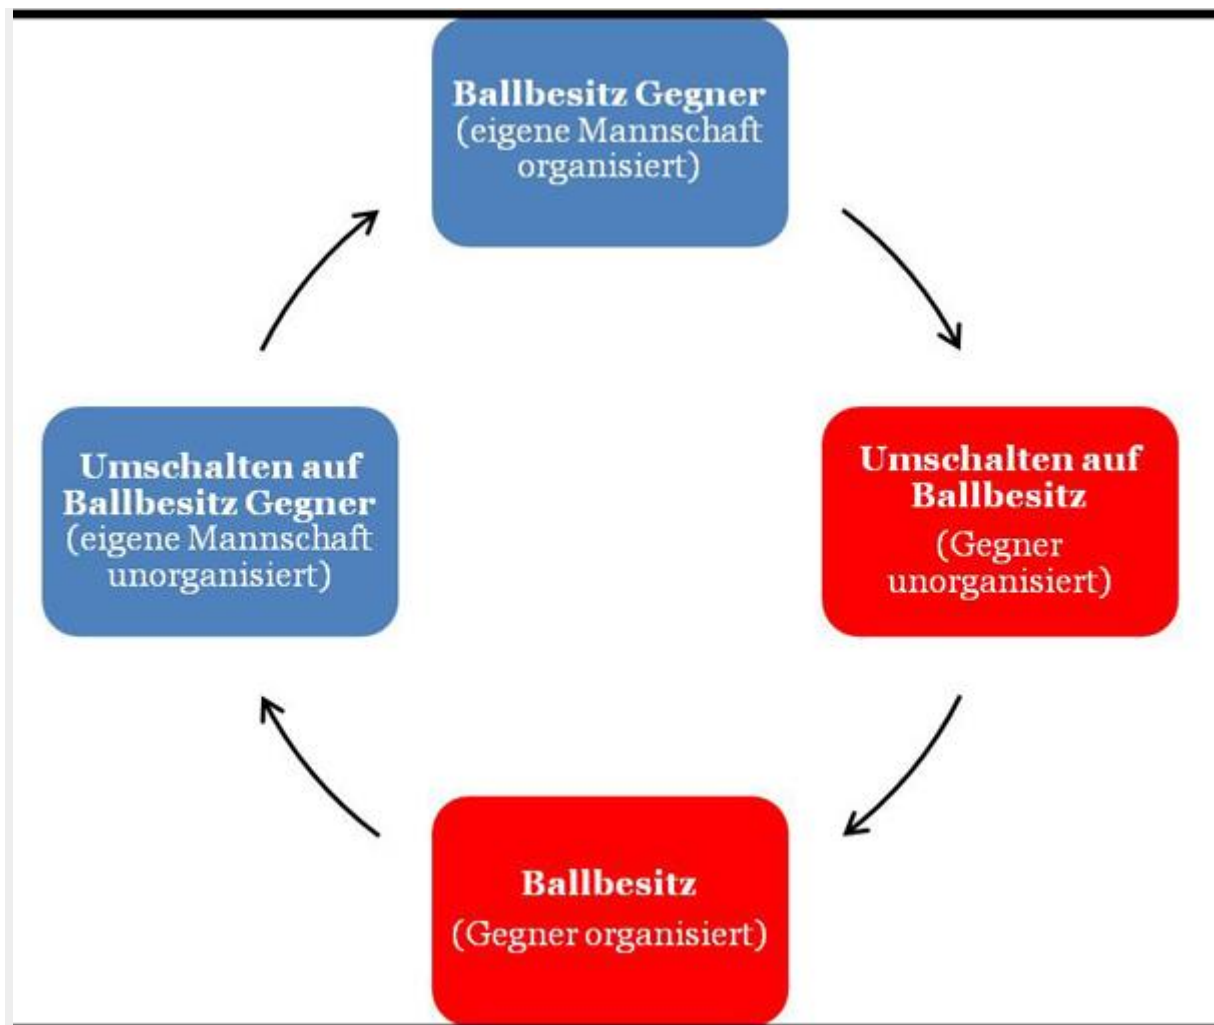 Ballbesitz Gegner
(eigene Mannschaft
organisiert)
Umschalten auf
Ballbesitz Gegner
(eigene Mannschaft
unorganisiert)
Umschalten auf
Ballbesitz
(Gegner
unorganisiert)
Ballbesitz
(Gegner organisiert)